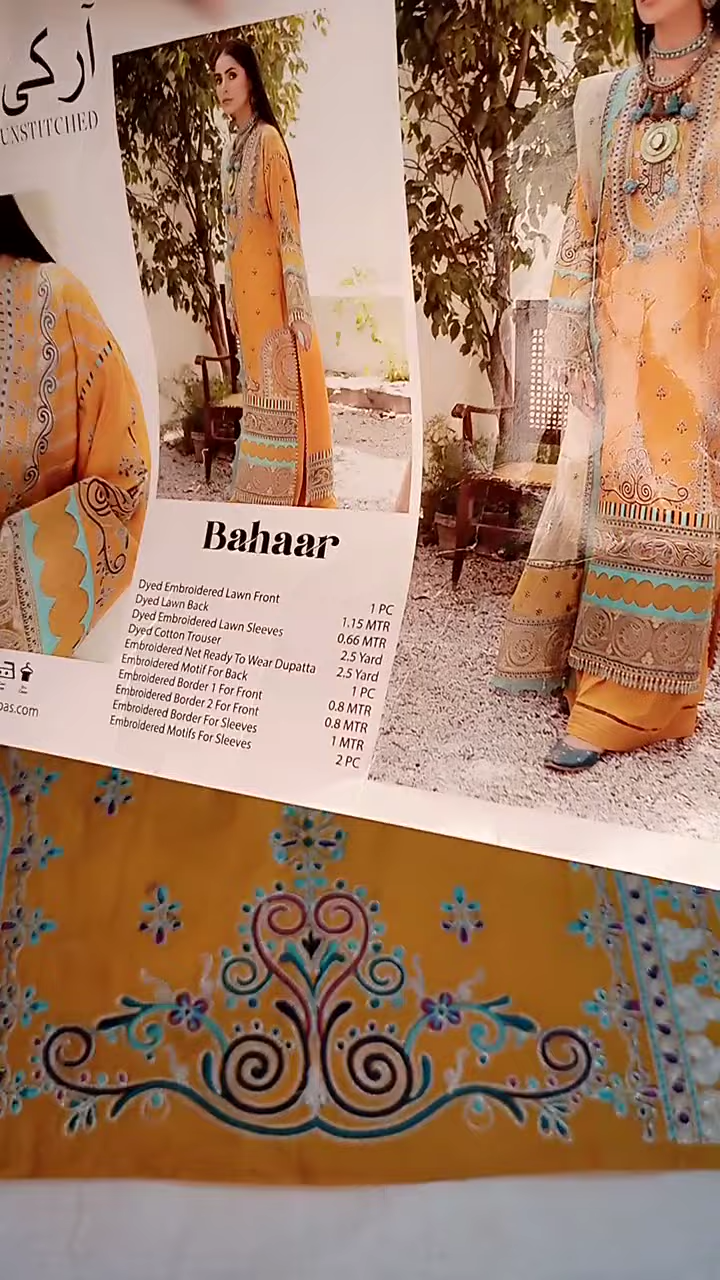 آرکی
UNSTITCHED
Bahaar
Dyed Embroidered Lawn Front 1 PC
Dyed Lawn Back 1.15 MTR
Dyed Embroidered Lawn Sleeves 0.66 MTR
Dyed Cotton Trouser 2.5 Yard
Embroidered Net Ready To Wear Dupatta 2.5 Yard
Embroidered Motif For Back 1 PC
Embroidered Border 1 For Front 0.8 MTR
Embroidered Border 2 For Front 0.8 MTR
Embroidered Border For Sleeves 1 MTR
Embroidered Motifs For Sleeves 2 PC